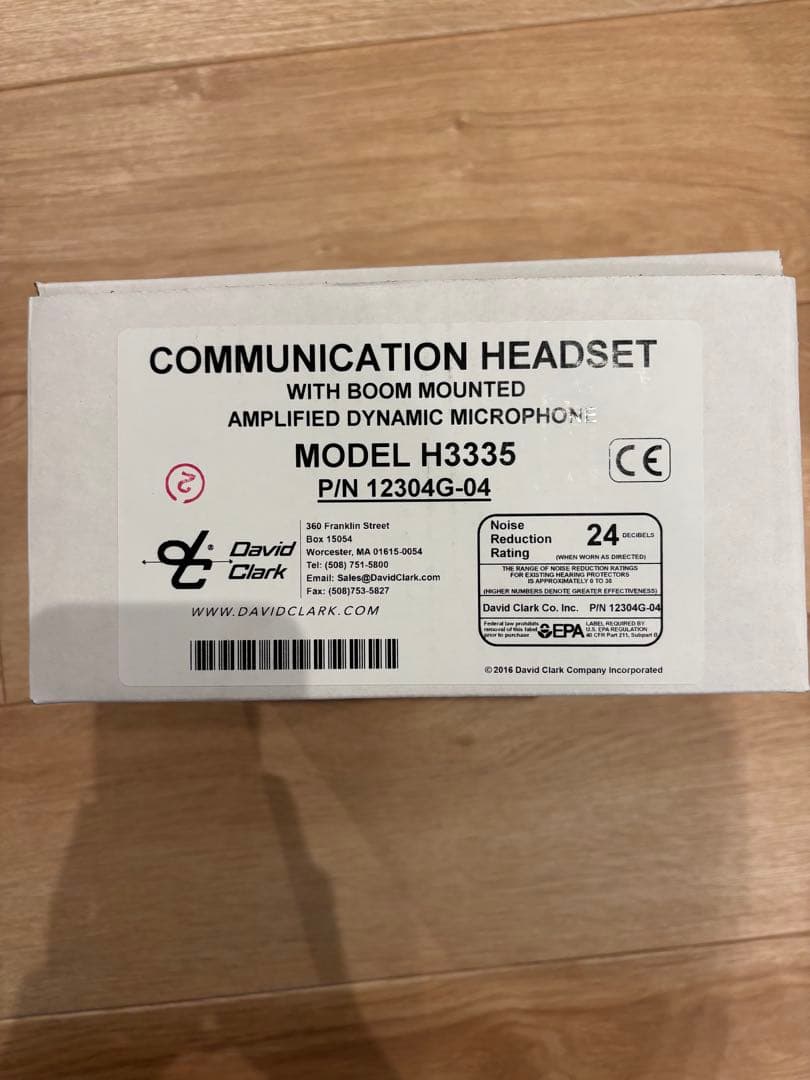 COMMUNICATION HEADSET
WITH BOOM MOUNTED
AMPLIFIED DYNAMIC MICROPHONE
MODEL H3335
P/N 12304G-04
CE
2
dc®
David
Clark
360 Franklin Street
Box 15054
Worcester, MA 01615-0054
Tel: (508) 751-5800
Email: Sales@DavidClark.com
Fax: (508)753-5827
WWW.DAVIDCLARK.COM
Noise
Reduction
Rating
24 DECIBELS
(WHEN WORN AS DIRECTED)
THE RANGE OF NOISE REDUCTION RATINGS
FOR EXISTING HEARING PROTECTORS
IS APPROXIMATELY 0 TO 30
(HIGHER NUMBERS DENOTE GREATER EFFECTIVENESS)
David Clark Co. Inc. P/N 12304G-04
Federal law prohibits
removal of this label
prior to purchase
EPA
LABEL REQUIRED BY
U.S. EPA REGULATION
40 CFR Part 211, Subpart B
© 2016 David Clark Company Incorporated